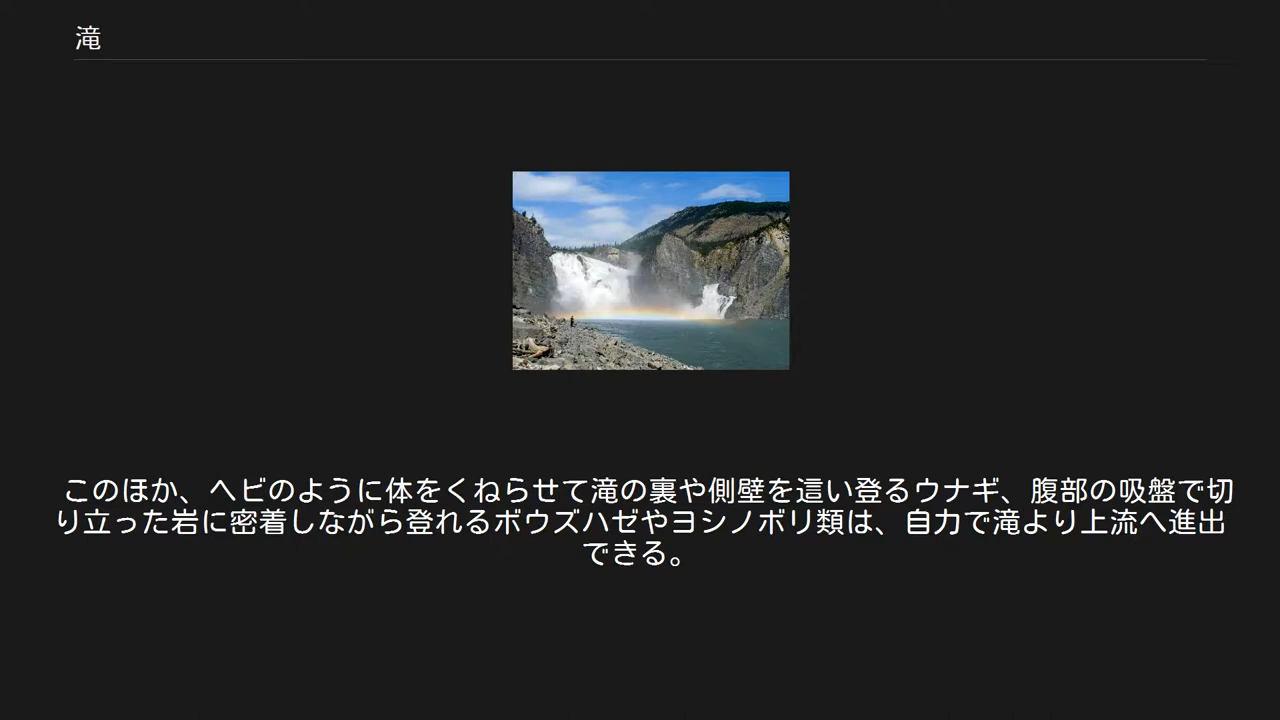 滝
このほか、ヘビのように体をくねらせて滝の裏や側壁を這い登るウナギ、腹部の吸盤で切
り立った岩に密着しながら登れるボウズハゼやヨシノボリ類は、自力で滝より上流へ進出
できる。